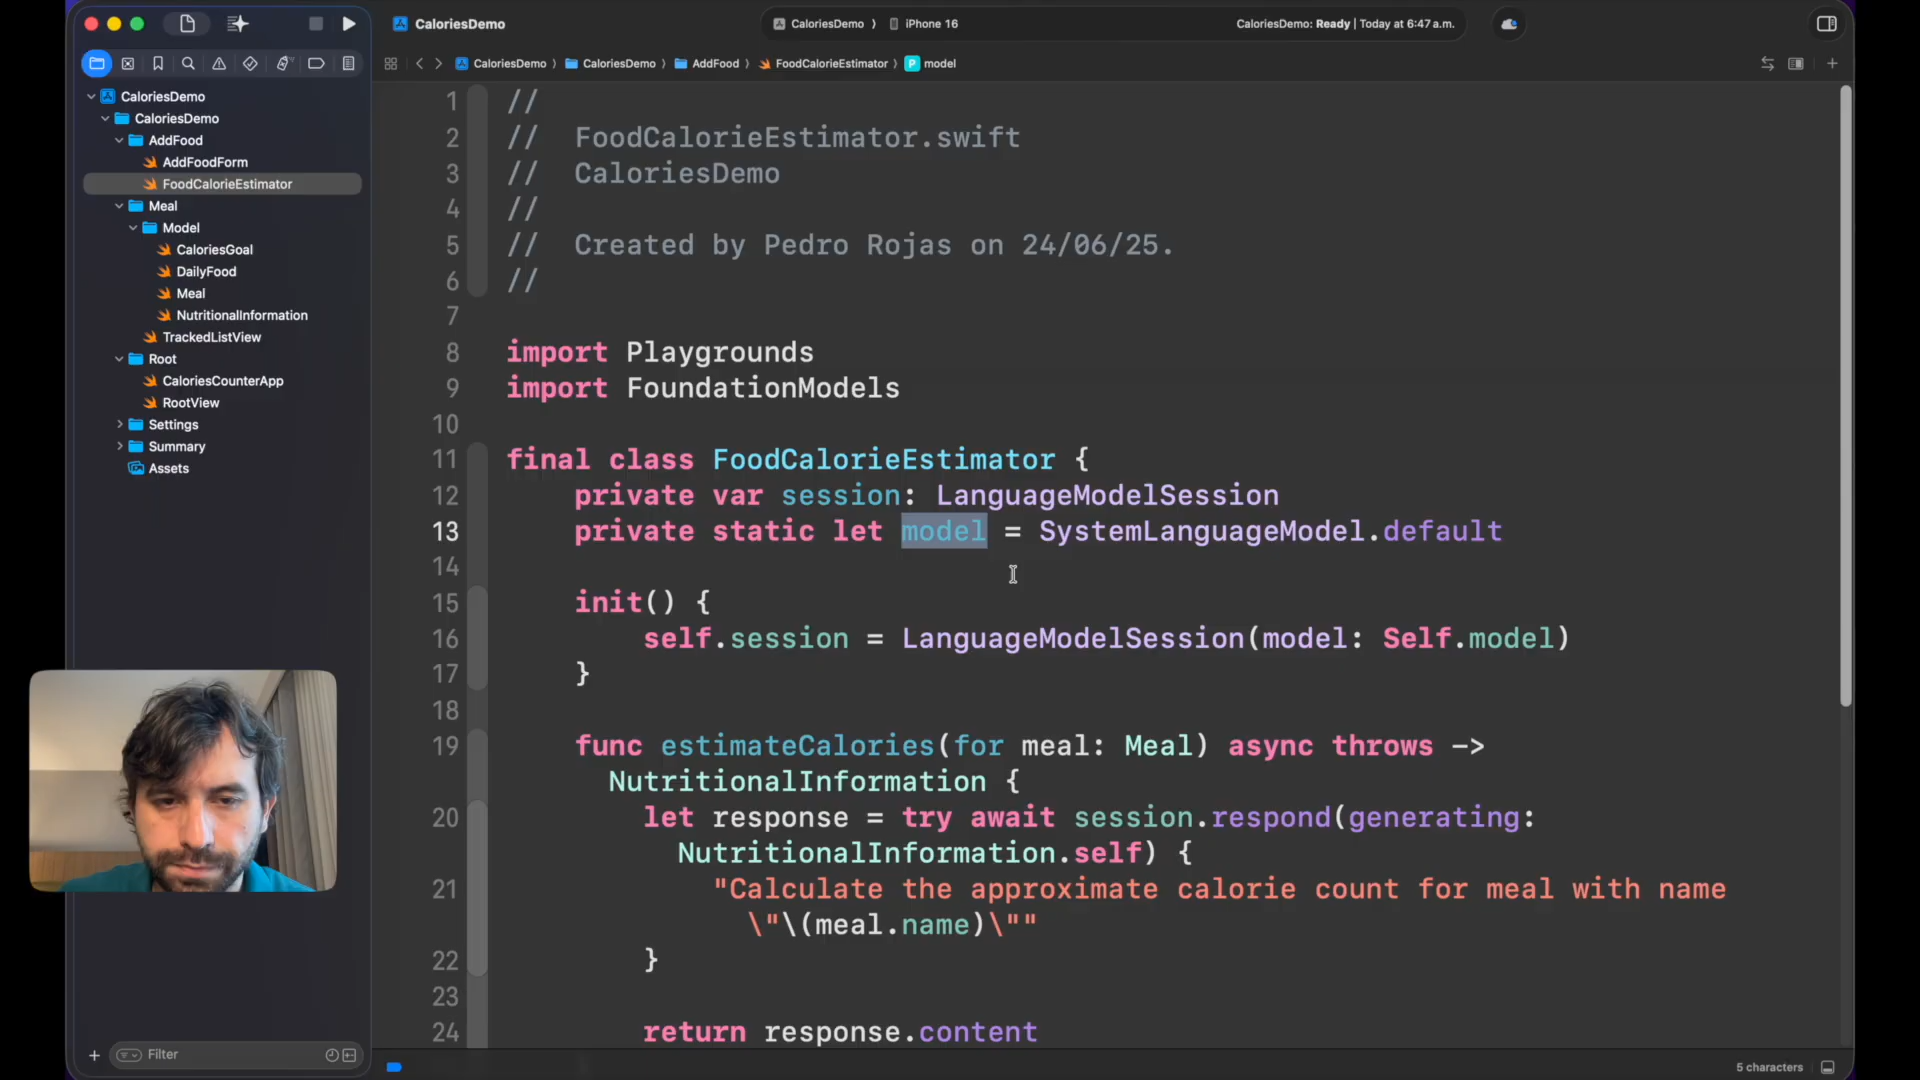 CaloriesDemo
CaloriesDemo 〉 iPhone 16
CaloriesDemo: Ready | Today at 6:47 a.m.
CaloriesDemo 〉 CaloriesDemo 〉 AddFood 〉 FoodCalorieEstimator 〉 P model
CaloriesDemo
CaloriesDemo
AddFood
AddFoodForm
FoodCalorieEstimator
Meal
Model
CaloriesGoal
DailyFood
Meal
NutritionalInformation
TrackedListView
Root
CaloriesCounterApp
RootView
Settings
Summary
Assets
Filter
1 //
2 // FoodCalorieEstimator.swift
3 // CaloriesDemo
4 //
5 // Created by Pedro Rojas on 24/06/25.
6 //
7
8 import Playgrounds
9 import FoundationModels
10
11 final class FoodCalorieEstimator {
12 private var session: LanguageModelSession
13 private static let model = SystemLanguageModel.default
14
15 init() {
16 self.session = LanguageModelSession(model: Self.model)
17 }
18
19 func estimateCalories(for meal: Meal) async throws ->
NutritionalInformation {
20 let response = try await session.respond(generating:
NutritionalInformation.self) {
21 "Calculate the approximate calorie count for meal with name
\"\(meal.name)\""
22 }
23
24 return response.content
5 characters